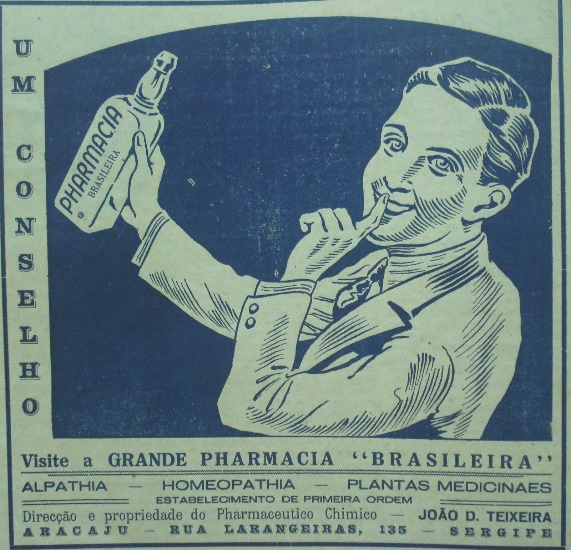 UM CONSELHO
PHARMACIA
BRASILEIRA
Visite a GRANDE PHARMACIA "BRASILEIRA"
ALPATHIA — HOMEOPATHIA — PLANTAS MEDICINAES
ESTABELECIMENTO DE PRIMEIRA ORDEM
Direcção e propriedade do Pharmaceutico Chimico — JOÃO D. TEIXEIRA
ARACAJU — RUA LARANGEIRAS, 135 — SERGIPE